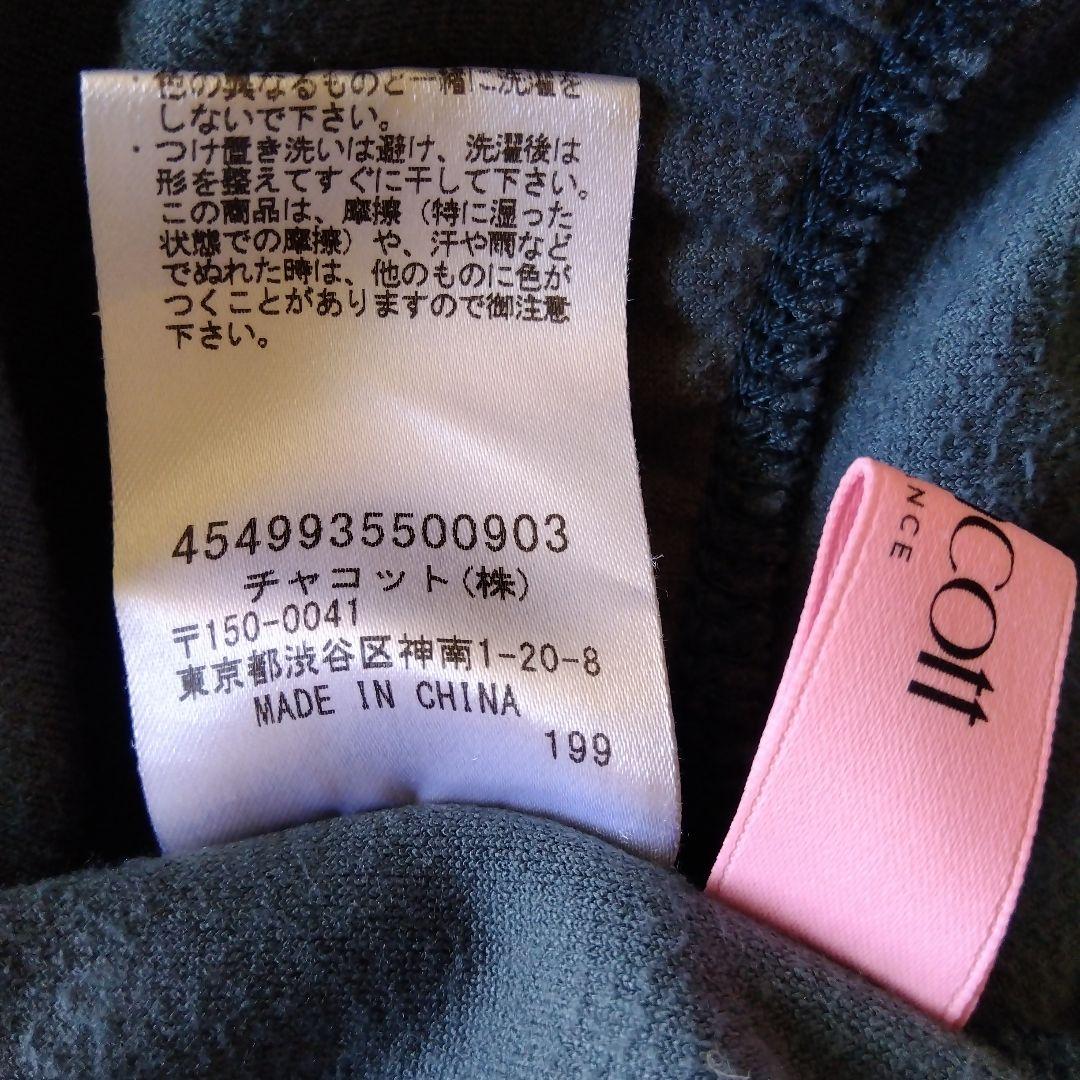 ・色の異なるものと一緒に洗濯を
しないで下さい。
・つけ置き洗いは避け、洗濯後は
形を整えてすぐに干して下さい。
この商品は、摩擦（特に湿った
状態での摩擦）や、汗や雨など
でぬれた時は、他のものに色が
つくことがありますので御注意
下さい。
4549935500903
チャコット(株)
〒150-0041
東京都渋谷区神南1-20-8
MADE IN CHINA
199
COtt
NCE